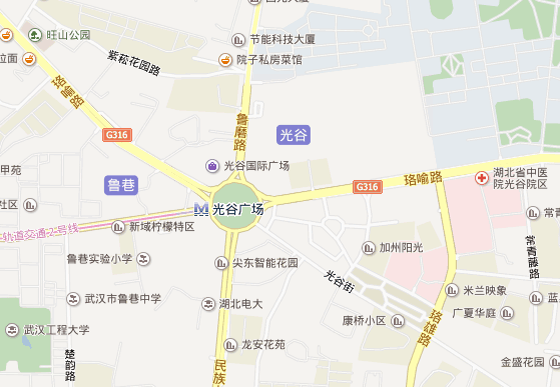 旺山公园
节能科技大厦
院子私房菜馆
紫菘花园路
珞喻路
鲁磨路
G316
光谷
光谷国际广场
鲁巷
甲苑
社区
珞喻路
G316
湖北省中医
院光谷院区
光谷广场
新域柠檬特区
轨道交通2号线
常青
常青藤路
加州阳光
鲁巷实验小学
尖东智能花园
光谷街
武汉市鲁巷中学
湖北电大
米兰映象
蓝
广夏华庭
康桥小区
珞雄路
武汉工程大学
龙安花苑
楚韵路
民族
金盛花园
拉面